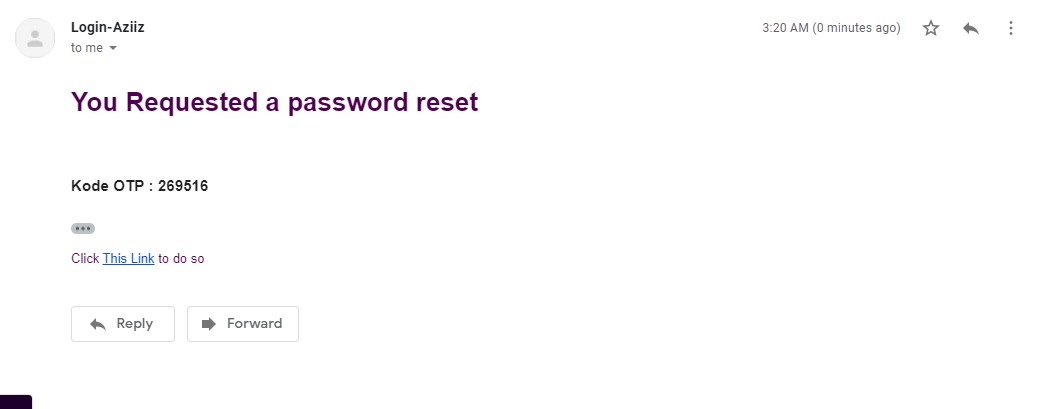 Login-Aziiz
3:20 AM (0 minutes ago)
to me
You Requested a password reset
Kode OTP : 269516
Click This Link to do so
Reply
Forward